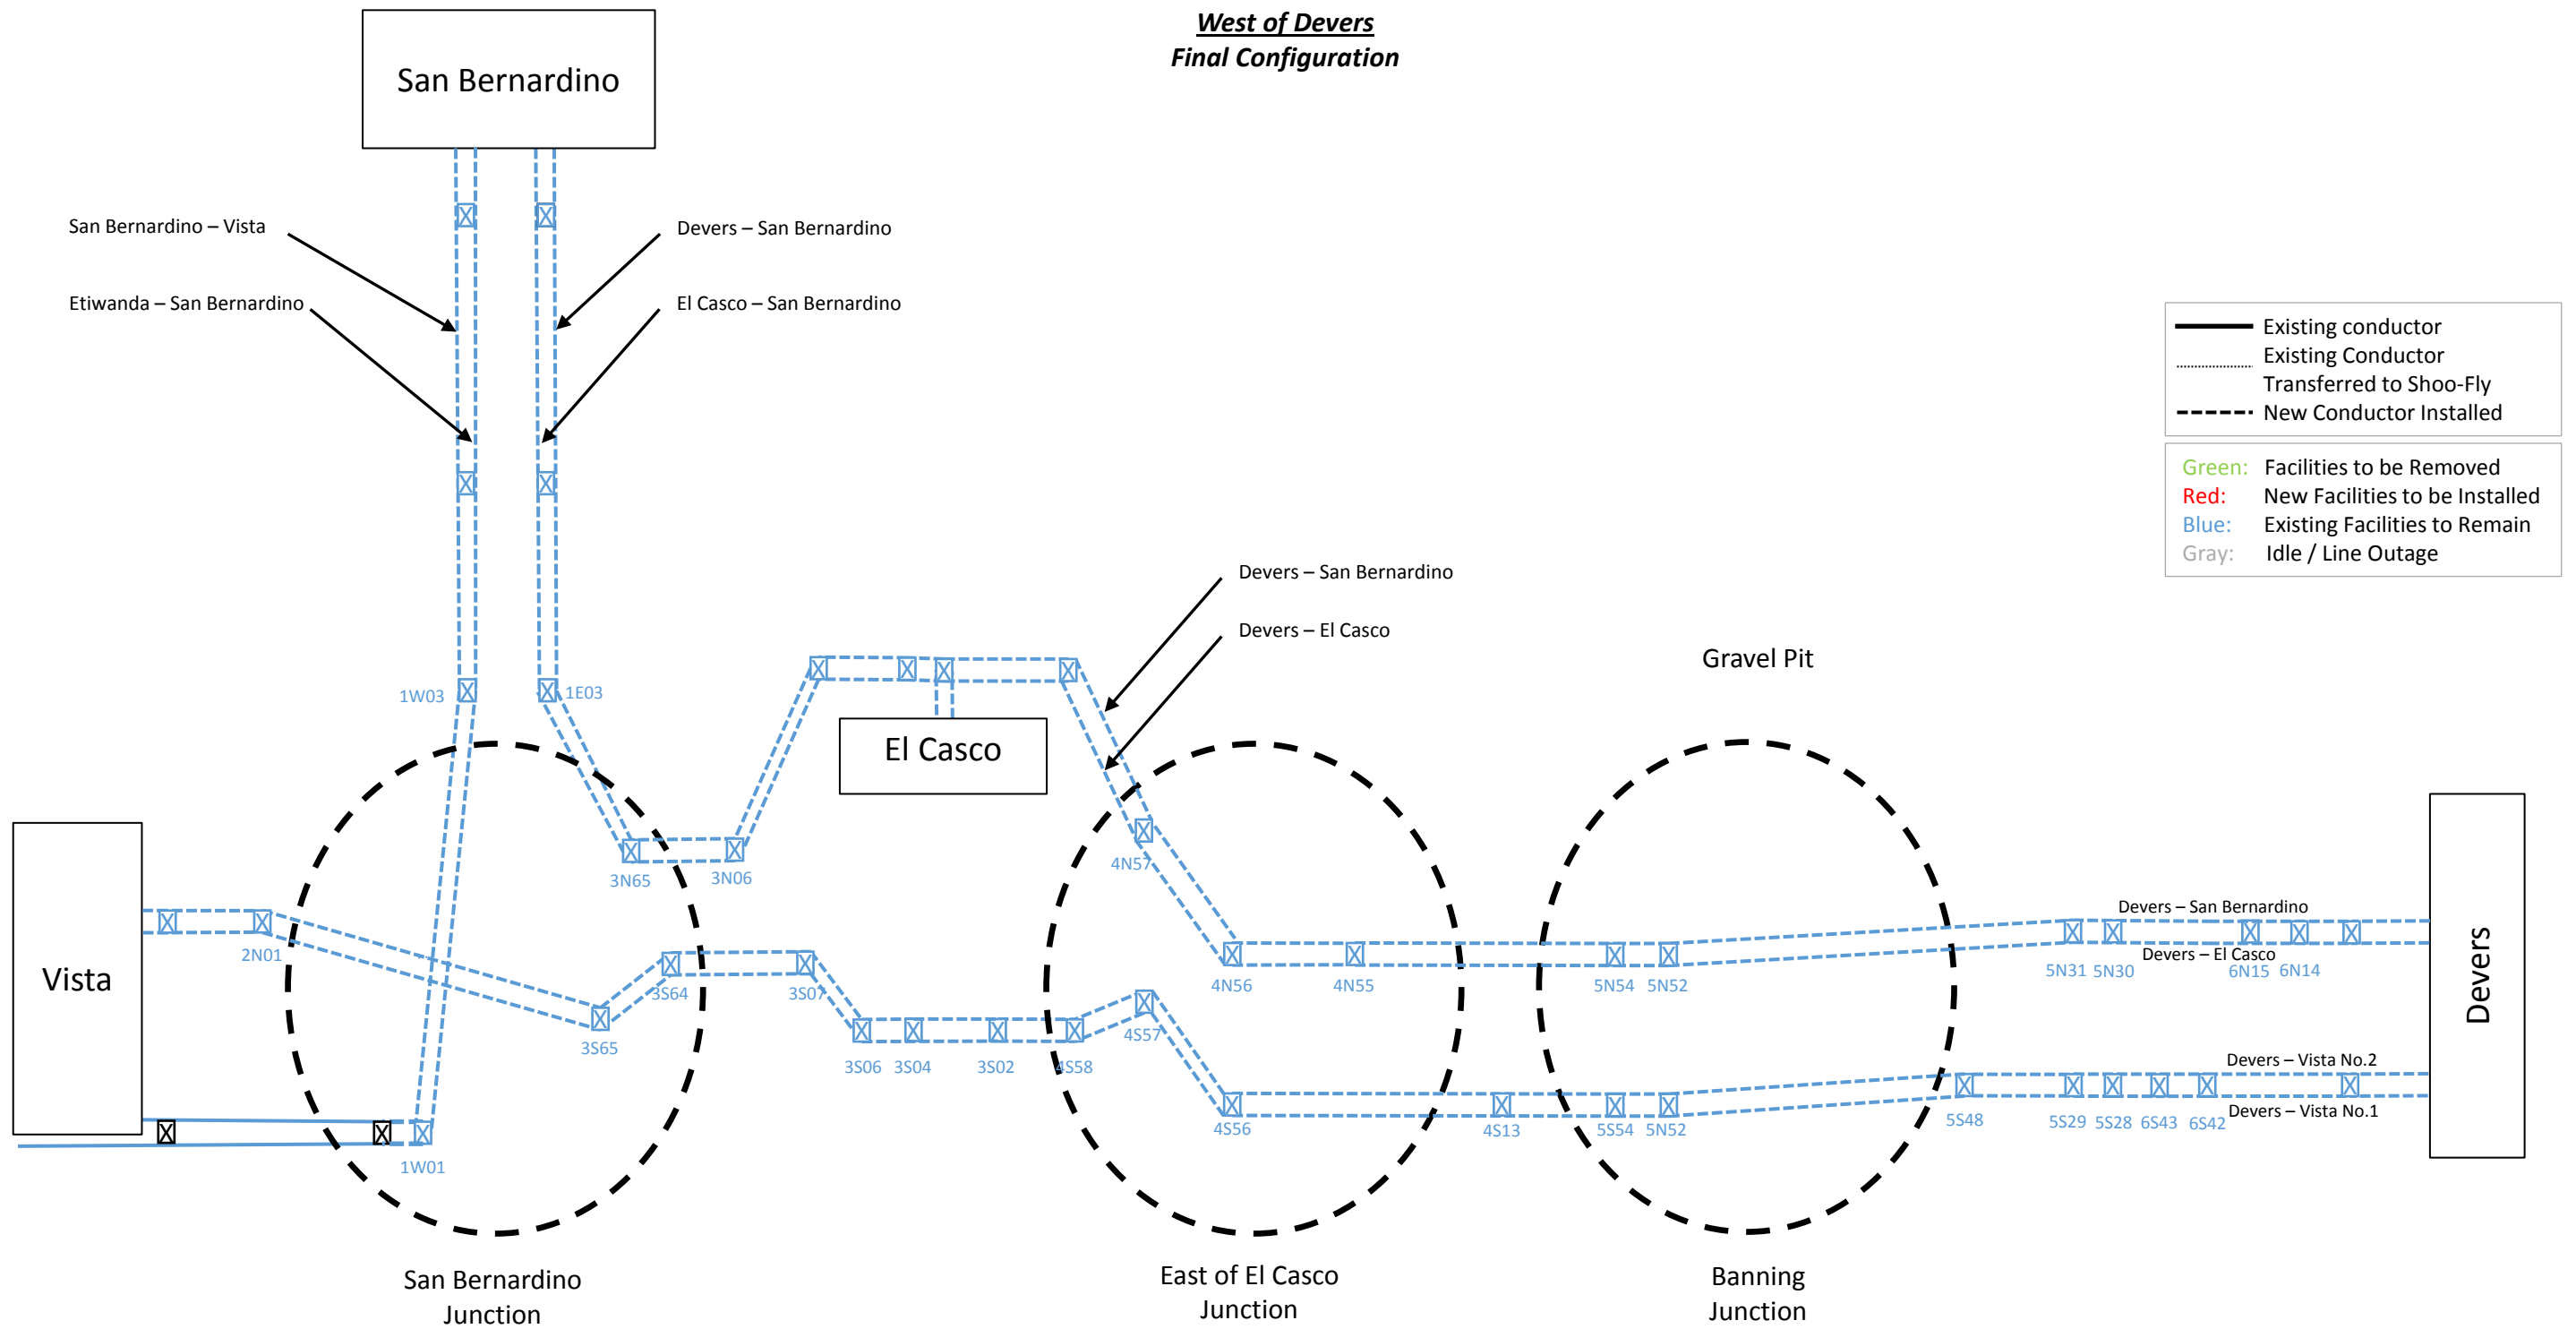 West of Devers
Final Configuration
San Bernardino
San Bernardino – Vista
Devers – San Bernardino
Etiwanda – San Bernardino
El Casco – San Bernardino
Existing conductor
Existing Conductor
Transferred to Shoo-Fly
New Conductor Installed
Green: Facilities to be Removed
Red: New Facilities to be Installed
Blue: Existing Facilities to Remain
Gray: Idle / Line Outage
Devers – San Bernardino
Devers – El Casco
Gravel Pit
1W03
1E03
El Casco
4N57
3N65
3N06
Devers – San Bernardino
2N01
Devers – El Casco
Vista
Devers
3S64
3S07
4N56
4N55
5N54
5N52
5N31
5N30
6N15
6N14
3S65
4S57
3S06
3S04
3S02
4S58
Devers – Vista No.2
Devers – Vista No.1
4S56
4S13
5S54
5N52
5S48
5S29
5S28
6S43
6S42
1W01
San Bernardino
Junction
East of El Casco
Junction
Banning
Junction